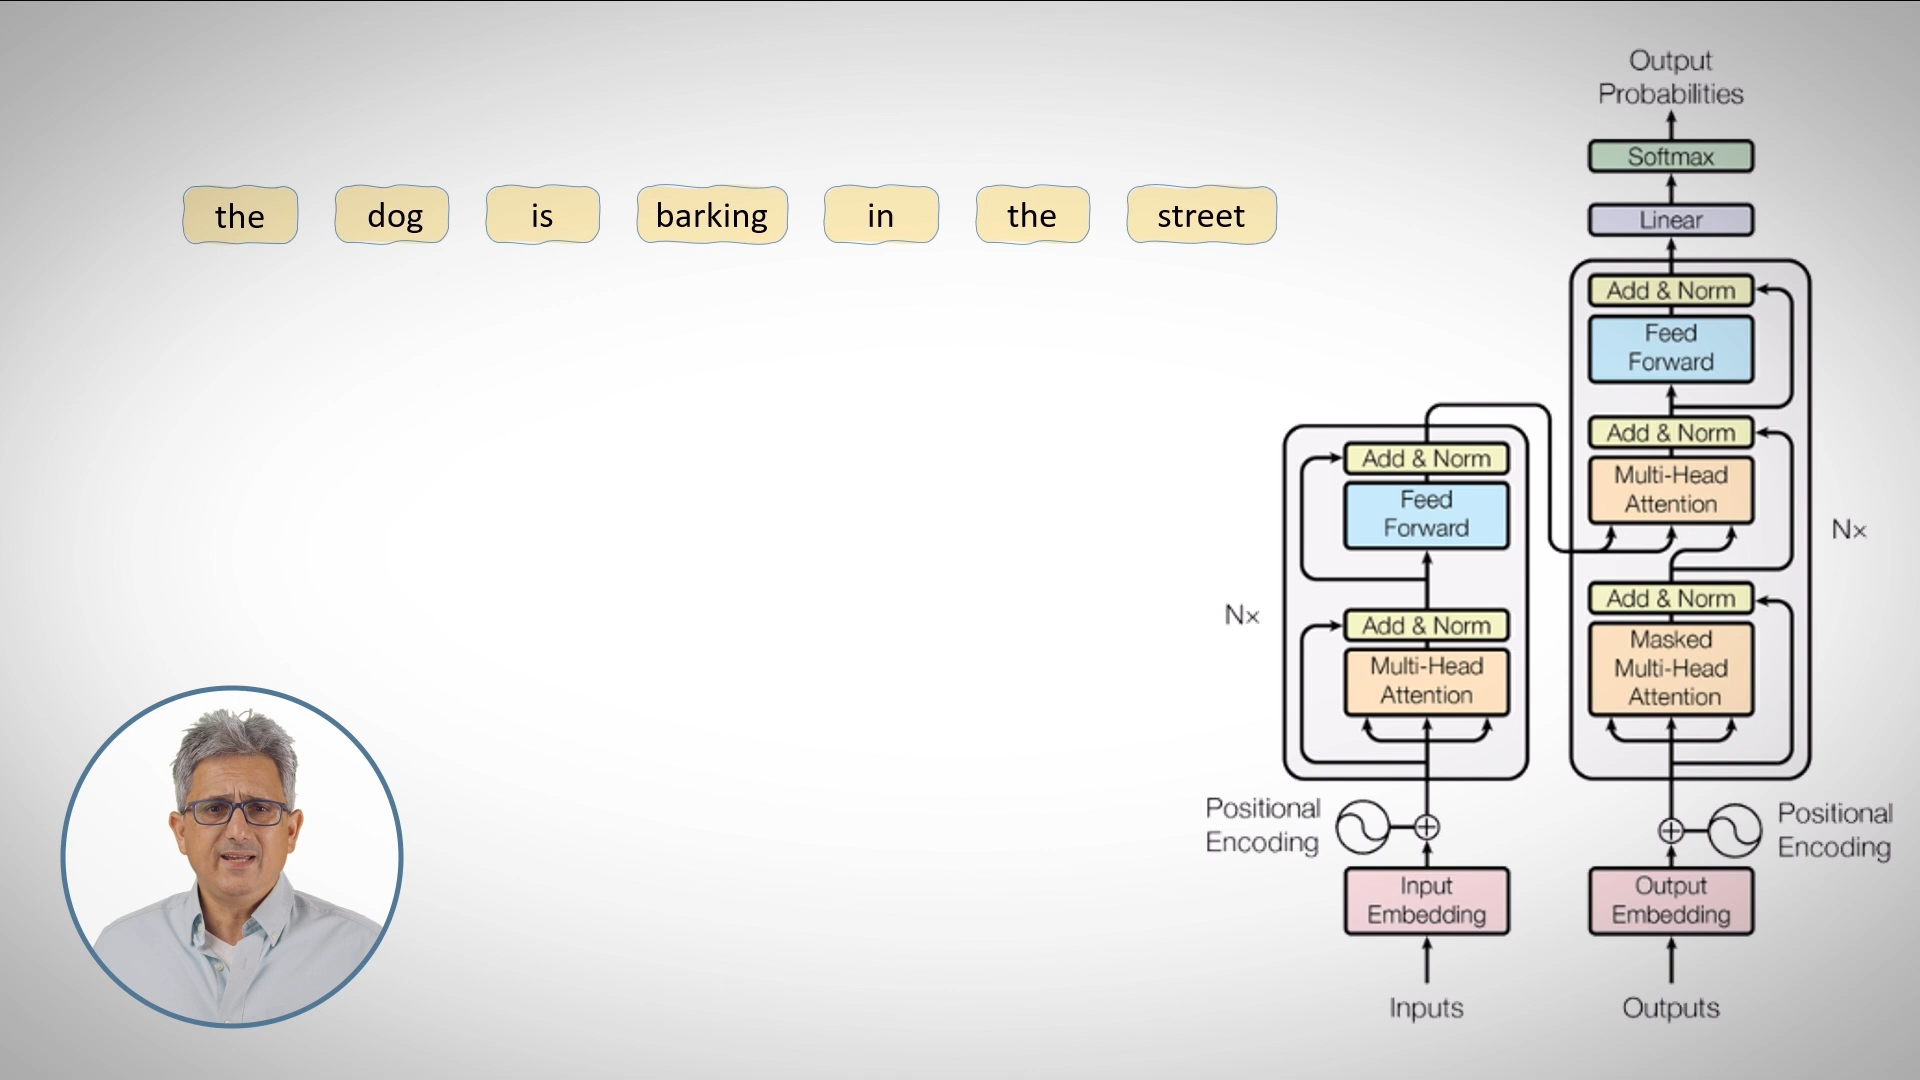 the dog is barking in the street
Output
Probabilities
Softmax
Linear
Add & Norm
Feed
Forward
Add & Norm
Multi-Head
Attention
Nx
Add & Norm
Masked
Multi-Head
Attention
Positional
Encoding
Output
Embedding
Outputs
Add & Norm
Feed
Forward
Nx
Add & Norm
Multi-Head
Attention
Positional
Encoding
Input
Embedding
Inputs